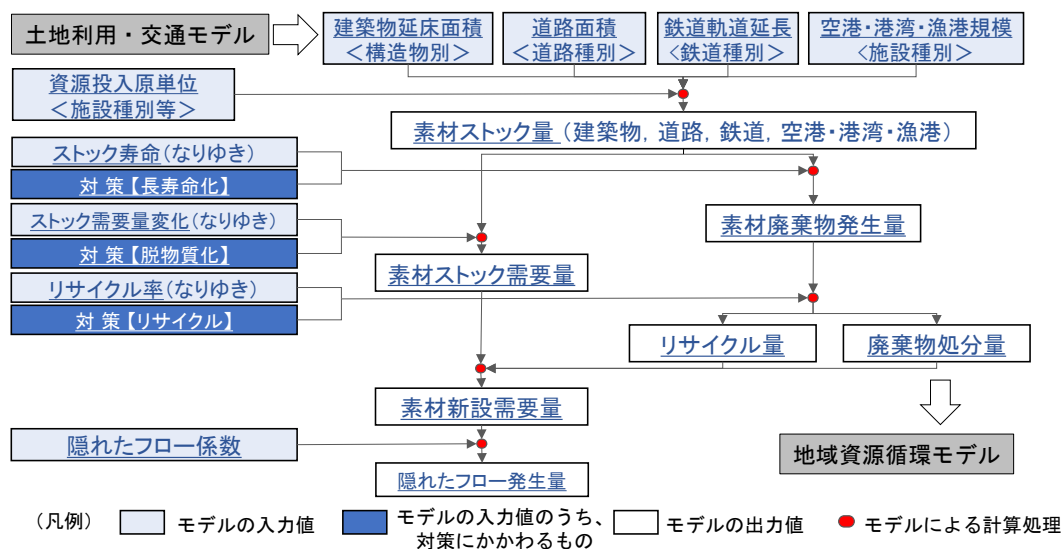 土地利用・交通モデル
建築物延床面積
＜構造物別＞
道路面積
＜道路種別＞
鉄道軌道延長
＜鉄道種別＞
空港・港湾・漁港規模
＜施設種別＞
資源投入原単位
＜施設種別等＞
素材ストック量（建築物，道路，鉄道，空港・港湾・漁港）
ストック寿命（なりゆき）
対 策【長寿命化】
ストック需要量変化（なりゆき）
対 策【脱物質化】
素材廃棄物発生量
素材ストック需要量
リサイクル率（なりゆき）
対 策【リサイクル】
リサイクル量
廃棄物処分量
素材新設需要量
隠れたフロー係数
地域資源循環モデル
隠れたフロー発生量
（凡例）
モデルの入力値
モデルの入力値のうち、
対策にかかわるもの
モデルの出力値
モデルによる計算処理